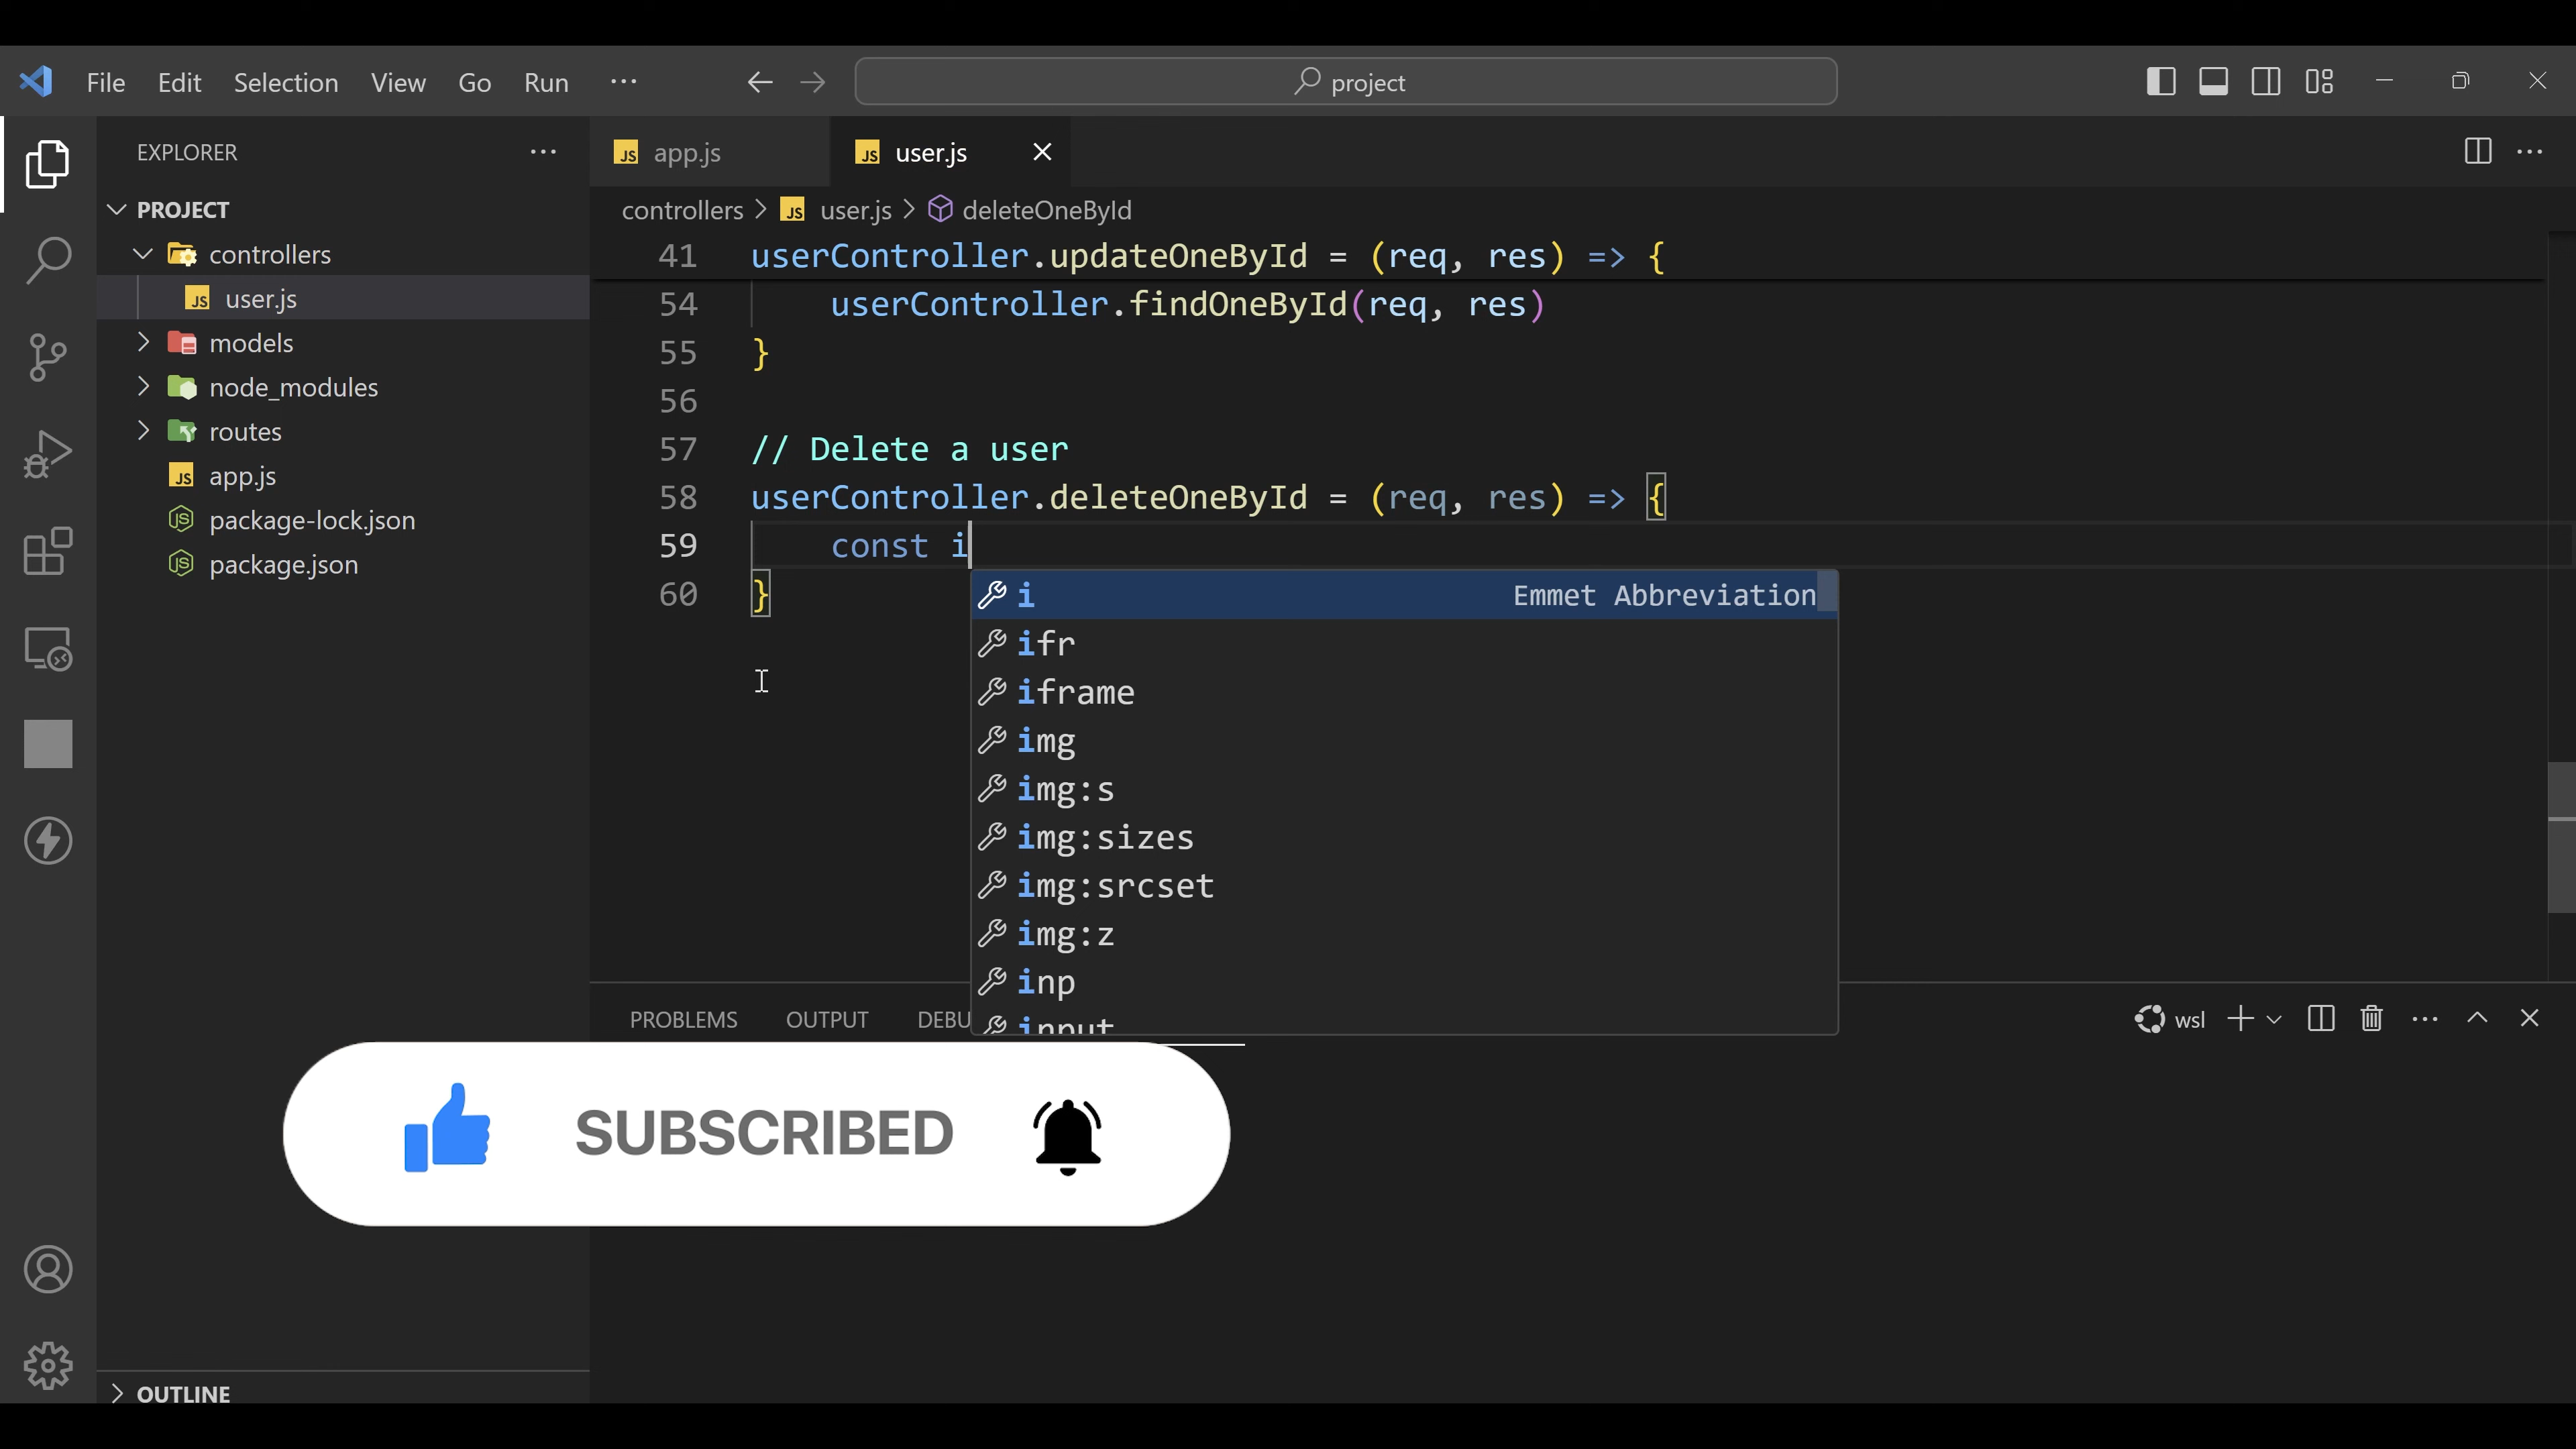 File Edit Selection View Go Run ··· project
EXPLORER ···
PROJECT
controllers
user.js
models
node_modules
routes
app.js
package-lock.json
package.json
OUTLINE
app.js user.js
controllers > user.js > deleteOneById
41 userController.updateOneById = (req, res) => {
54 userController.findOneById(req, res)
55 }
56
57 // Delete a user
58 userController.deleteOneById = (req, res) => {
59 const i
60 }
i Emmet Abbreviation
ifr
iframe
img
img:s
img:sizes
img:srcset
img:z
inp
input
PROBLEMS OUTPUT DEBU wsl
SUBSCRIBED